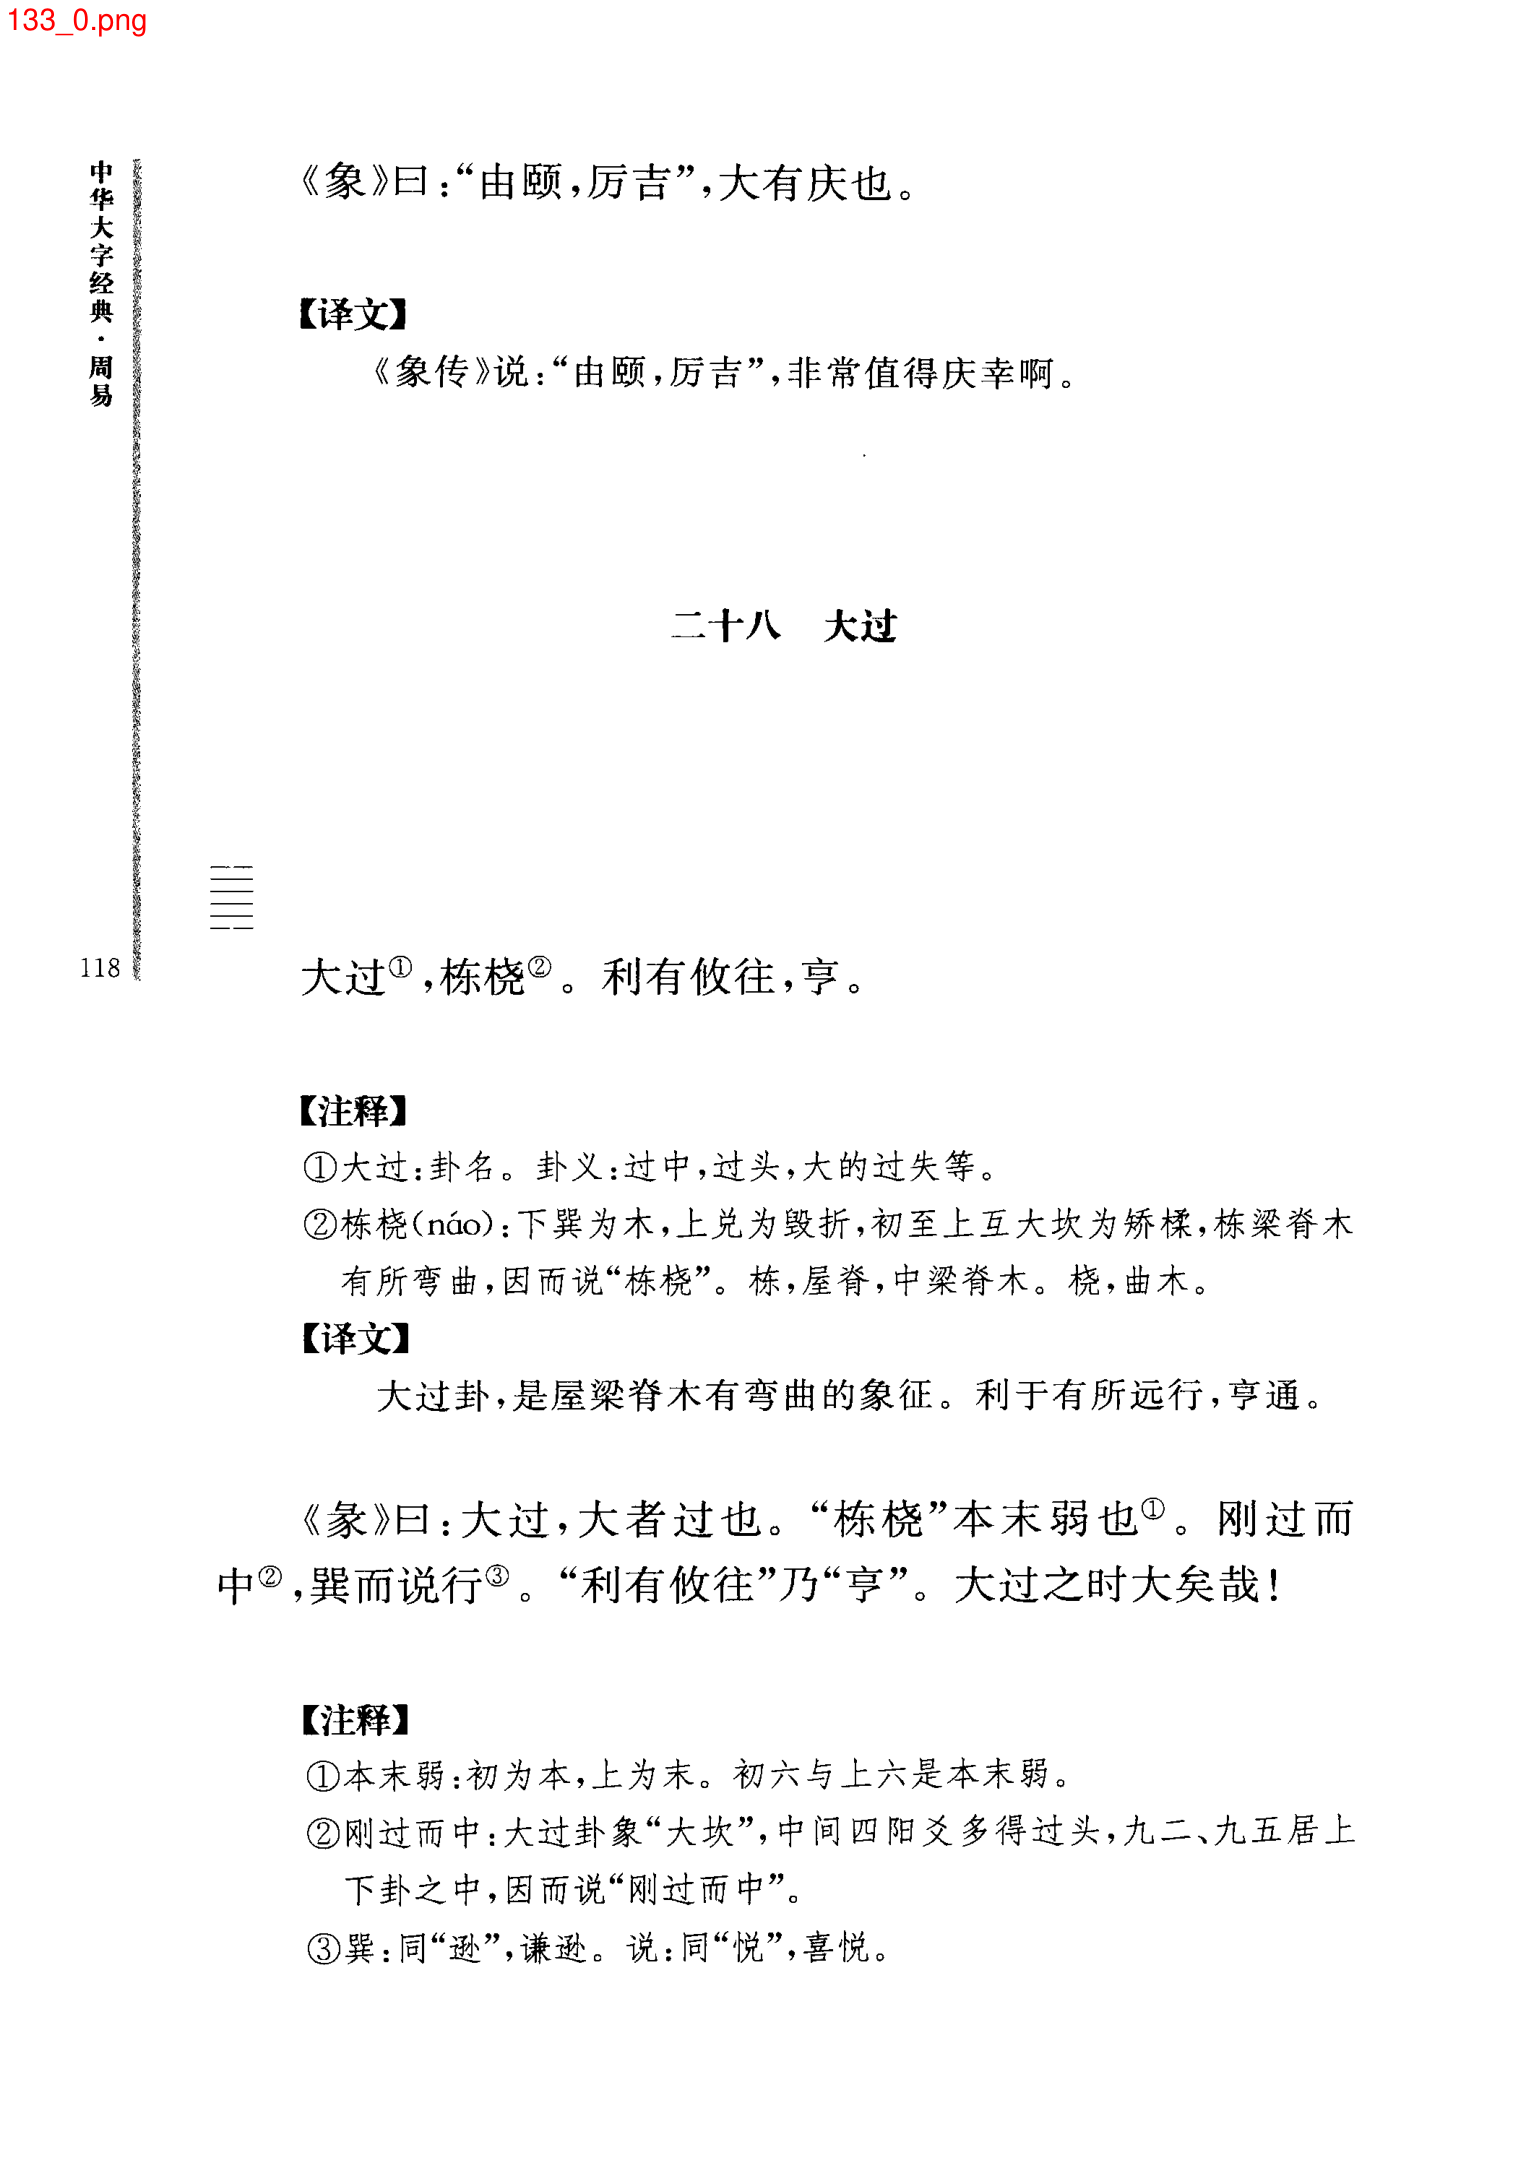 133_0.png
中华大字经典·周易
118
《象》曰:“由颐,厉吉”,大有庆也。
【译文】
《象传》说:“由颐,厉吉”,非常值得庆幸啊。
二十八　大过
大过①,栋桡②。利有攸往,亨。
【注释】
①大过:卦名。卦义:过中,过头,大的过失等。
②栋桡(náo):下巽为木,上兑为毁折,初至上互大坎为矫楺,栋梁脊木
有所弯曲,因而说“栋桡”。栋,屋脊,中梁脊木。桡,曲木。
【译文】
大过卦,是屋梁脊木有弯曲的象征。利于有所远行,亨通。
《彖》曰:大过,大者过也。“栋桡”本末弱也①。刚过而
中②,巽而说行③。“利有攸往”乃“亨”。大过之时大矣哉!
【注释】
①本末弱:初为本,上为末。初六与上六是本末弱。
②刚过而中:大过卦象“大坎”,中间四阳爻多得过头,九二、九五居上
下卦之中,因而说“刚过而中”。
③巽:同“逊”,谦逊。说:同“悦”,喜悦。